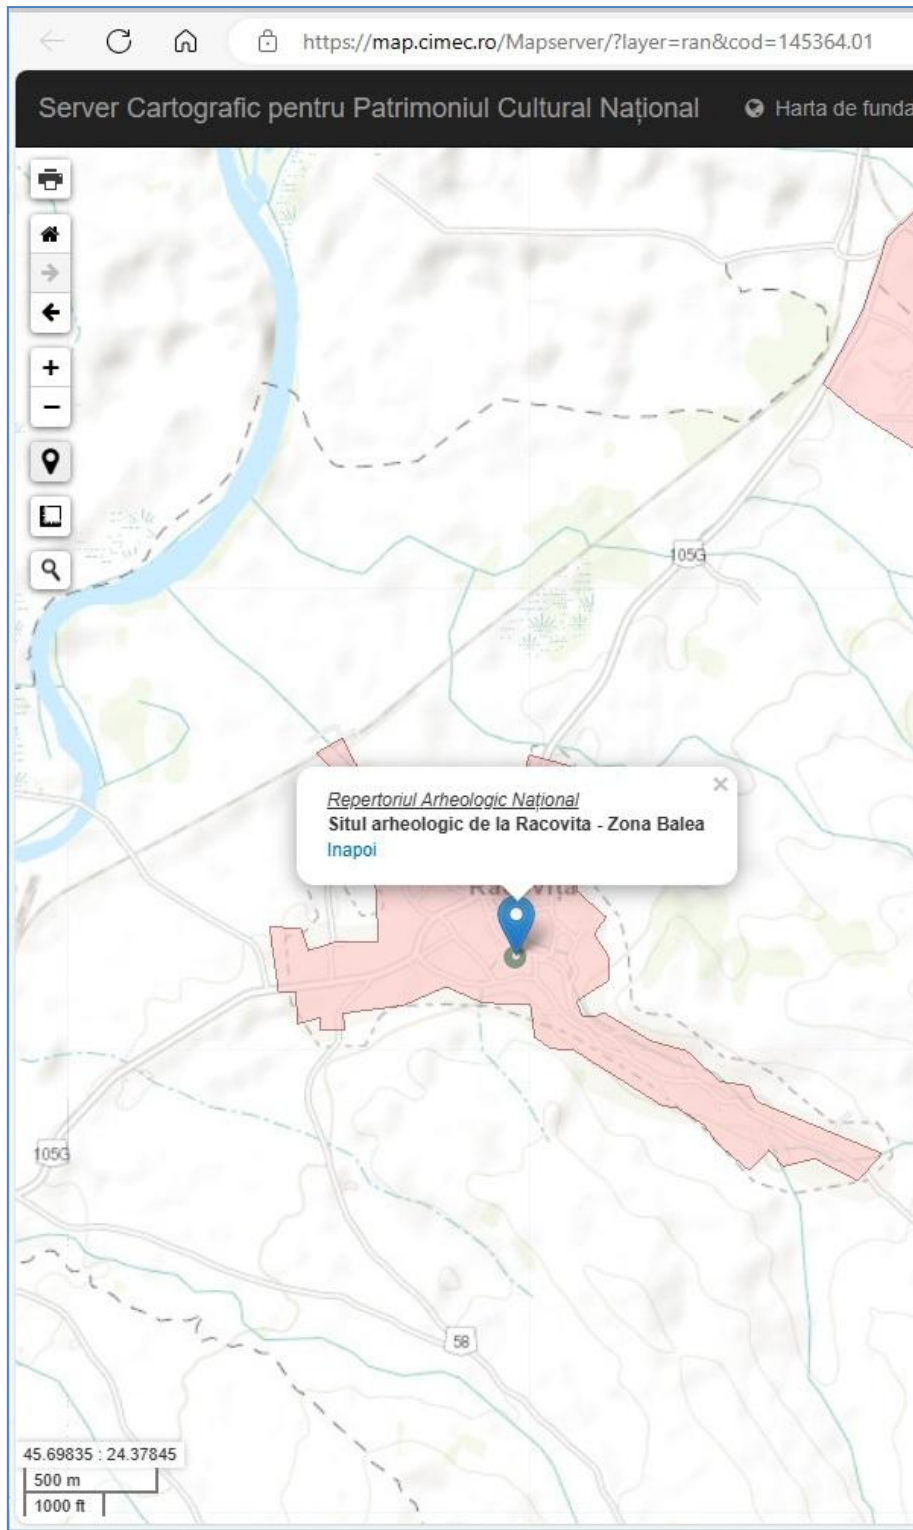 https://map.cimec.ro/Mapserver/?layer=ran&cod=145364.01
Server Cartografic pentru Patrimoniul Cultural Național
Harta de funda
105G
Repertoriul Arheologic Național
Situl arheologic de la Racovita - Zona Balea
Inapoi
105G
58
45.69835 : 24.37845
500 m
1000 ft